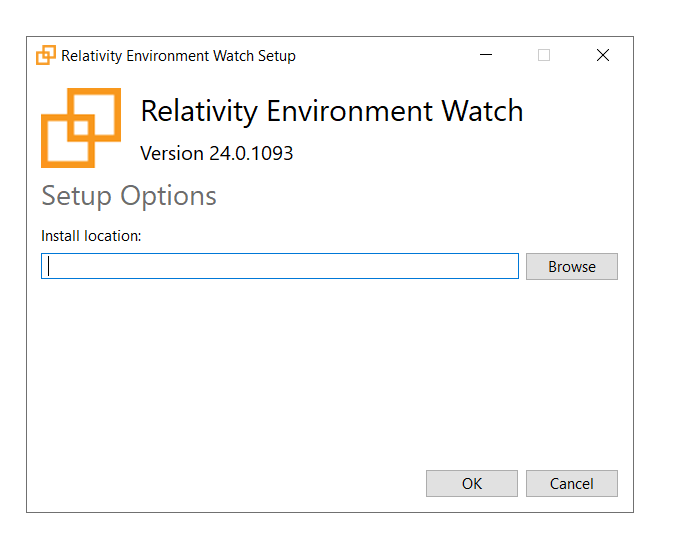 Relativity Environment Watch Setup
Relativity Environment Watch
Version 24.0.1093
Setup Options
Install location:
Browse
OK Cancel